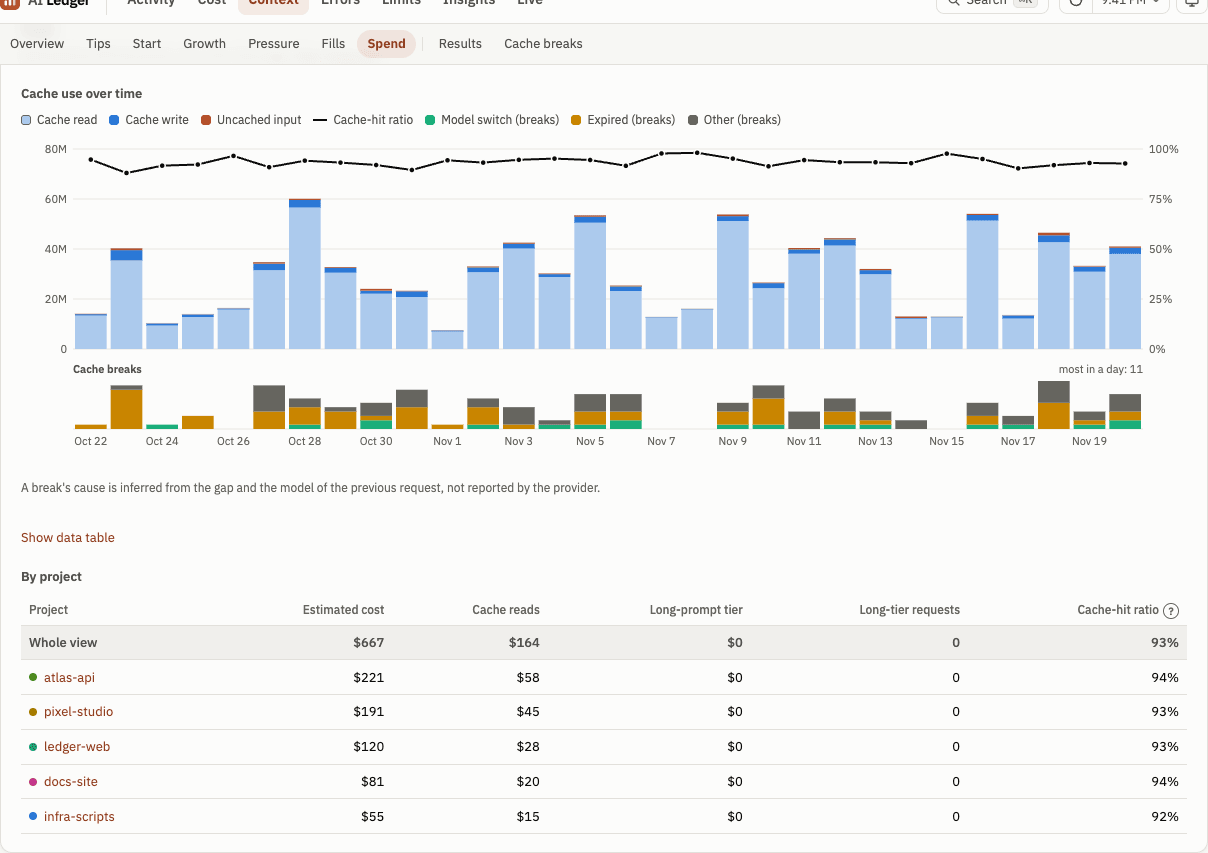 AI Ledger Activity Cost Context Errors Limits Insights Live Search ⌘K 9:41 PM
Overview Tips Start Growth Pressure Fills Spend Results Cache breaks
Cache use over time
Cache read Cache write Uncached input Cache-hit ratio Model switch (breaks) Expired (breaks) Other (breaks)
80M 100%
60M 75%
40M 50%
20M 25%
0 0%
Cache breaks most in a day: 11
Oct 22 Oct 24 Oct 26 Oct 28 Oct 30 Nov 1 Nov 3 Nov 5 Nov 7 Nov 9 Nov 11 Nov 13 Nov 15 Nov 17 Nov 19
A break's cause is inferred from the gap and the model of the previous request, not reported by the provider.
Show data table
By project
Project Estimated cost Cache reads Long-prompt tier Long-tier requests Cache-hit ratio ?
Whole view $667 $164 $0 0 93%
atlas-api $221 $58 $0 0 94%
pixel-studio $191 $45 $0 0 93%
ledger-web $120 $28 $0 0 93%
docs-site $81 $20 $0 0 94%
infra-scripts $55 $15 $0 0 92%